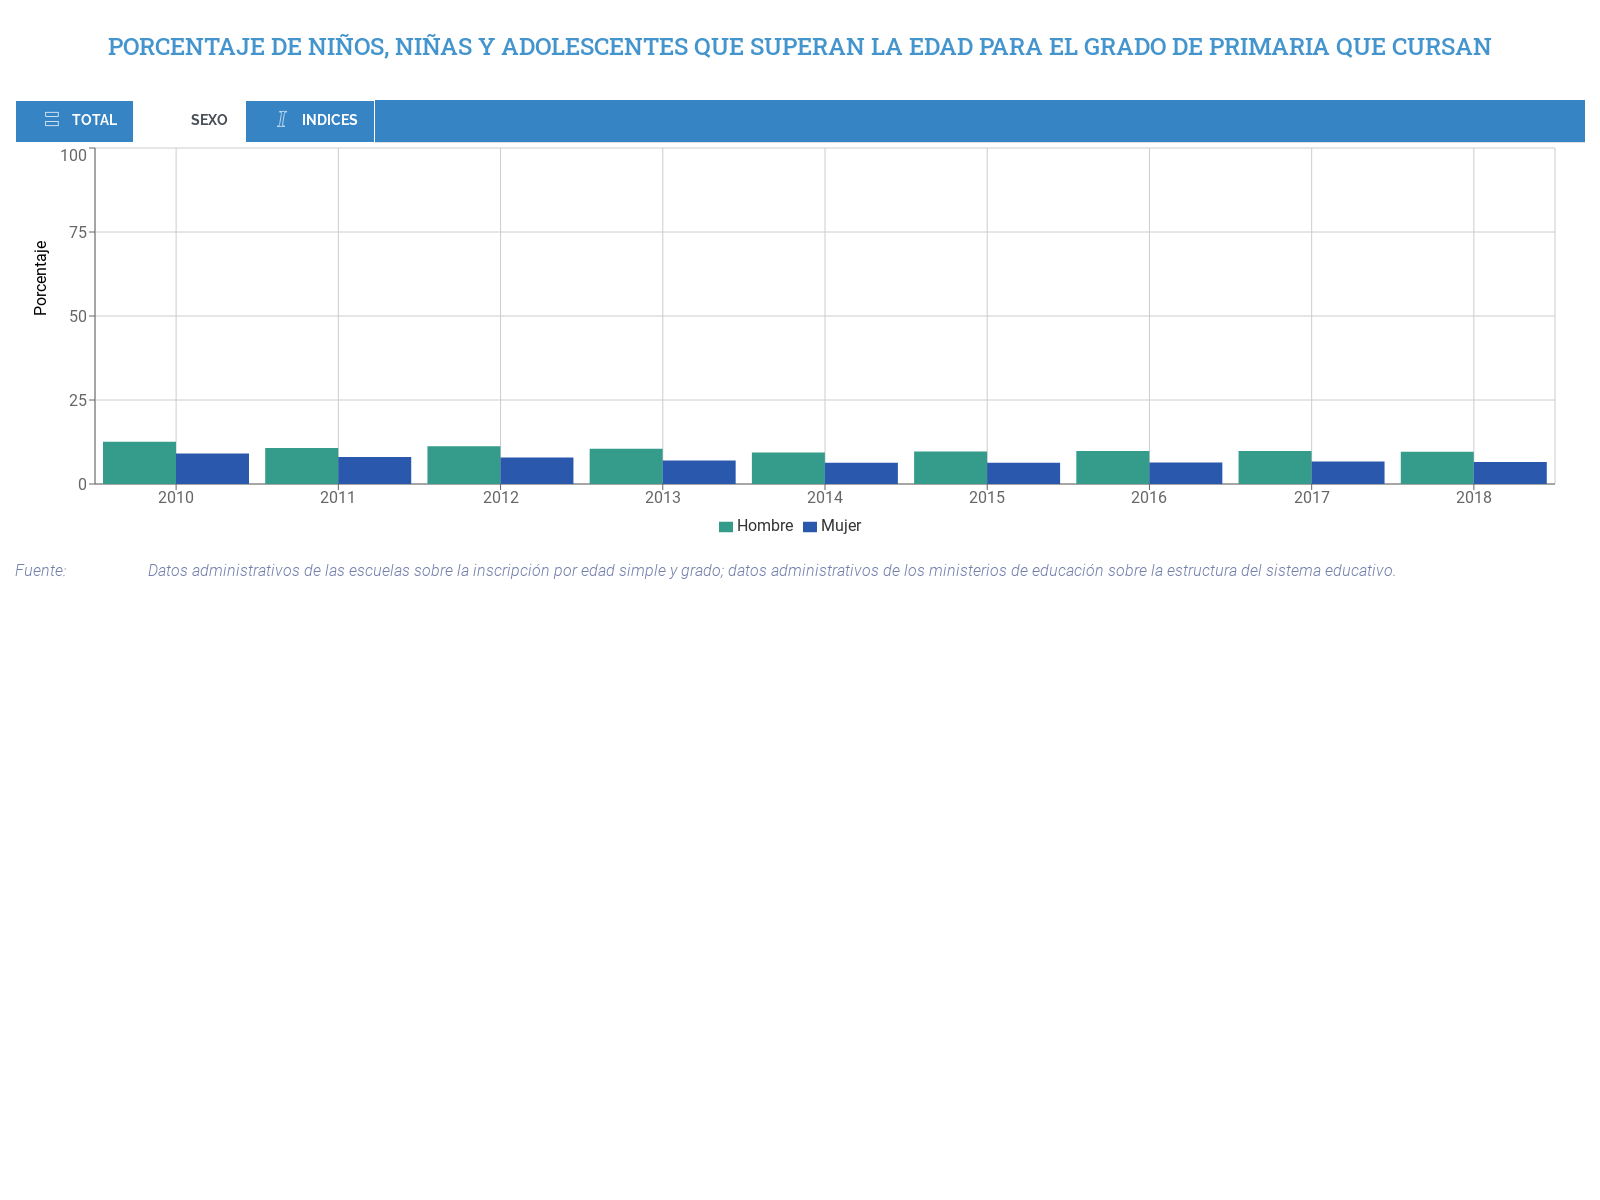 PORCENTAJE DE NIÑOS, NIÑAS Y ADOLESCENTES QUE SUPERAN LA EDAD PARA EL GRADO DE PRIMARIA QUE CURSAN
TOTAL SEXO INDICES
100
75
50
25
0
Porcentaje
2010 2011 2012 2013 2014 2015 2016 2017 2018
Hombre Mujer
Fuente: Datos administrativos de las escuelas sobre la inscripción por edad simple y grado; datos administrativos de los ministerios de educación sobre la estructura del sistema educativo.